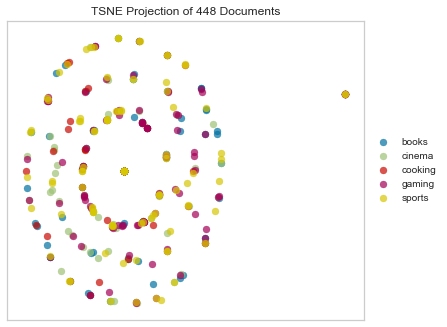 TSNE Projection of 448 Documents
books
cinema
cooking
gaming
sports